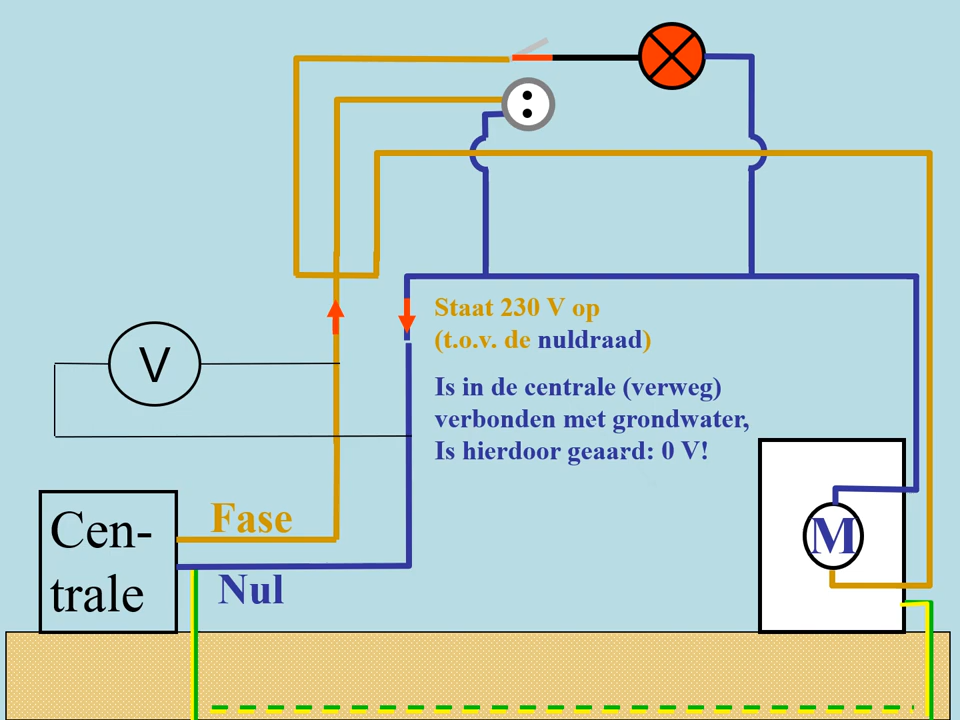 Staat 230 V op
(t.o.v. de nuldraad)
V
Is in de centrale (verweg)
verbonden met grondwater,
Is hierdoor geaard: 0 V!
Cen-
trale
Fase
Nul
M